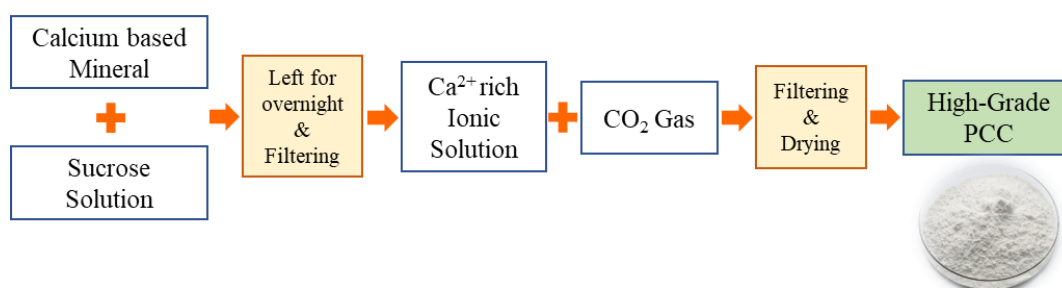 Calcium based
Mineral
Sucrose
Solution
Left for
overnight
&
Filtering
Ca²⁺ rich
Ionic
Solution
CO₂ Gas
Filtering
&
Drying
High-Grade
PCC